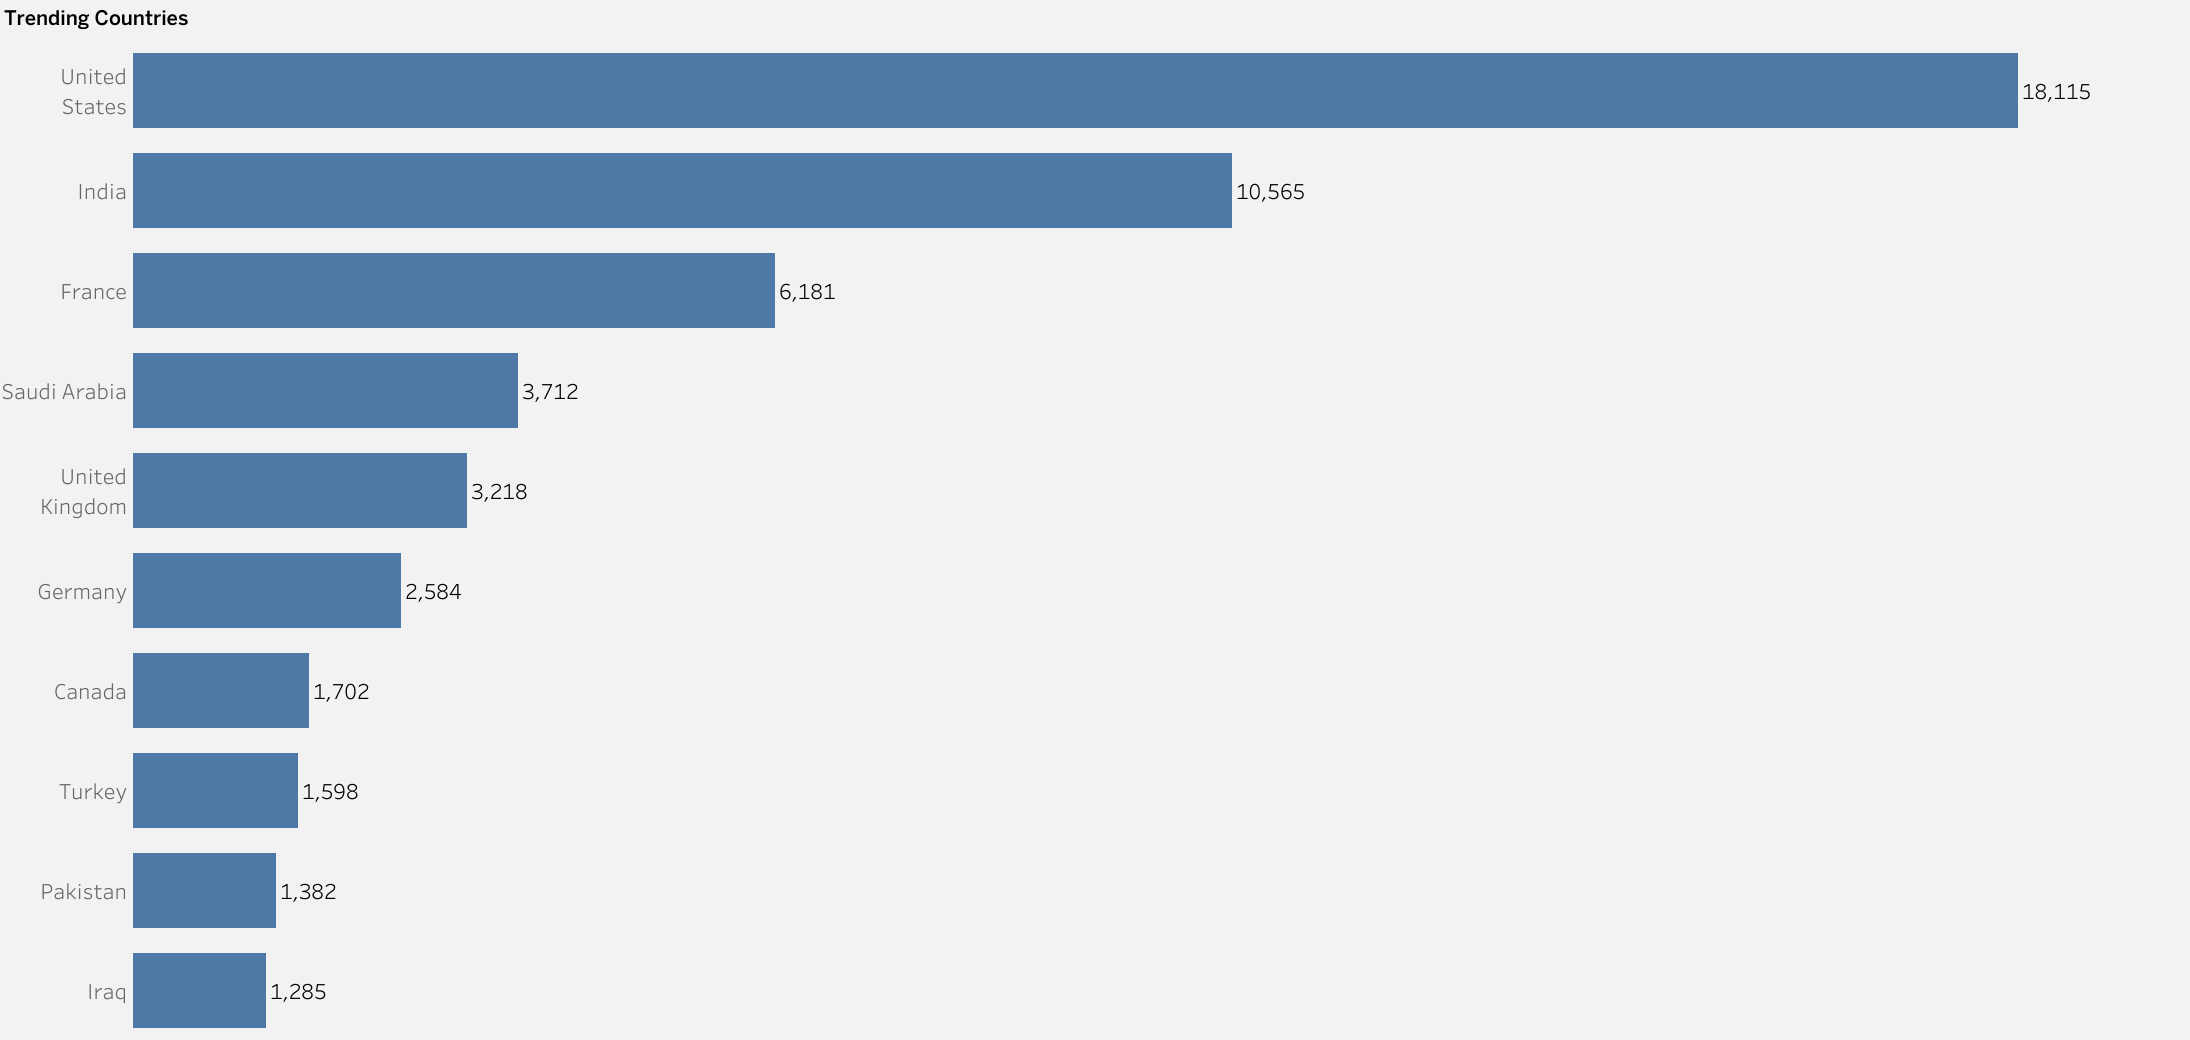 Trending Countries
United
States
18,115
India
10,565
France
6,181
Saudi Arabia
3,712
United
Kingdom
3,218
Germany
2,584
Canada
1,702
Turkey
1,598
Pakistan
1,382
Iraq
1,285